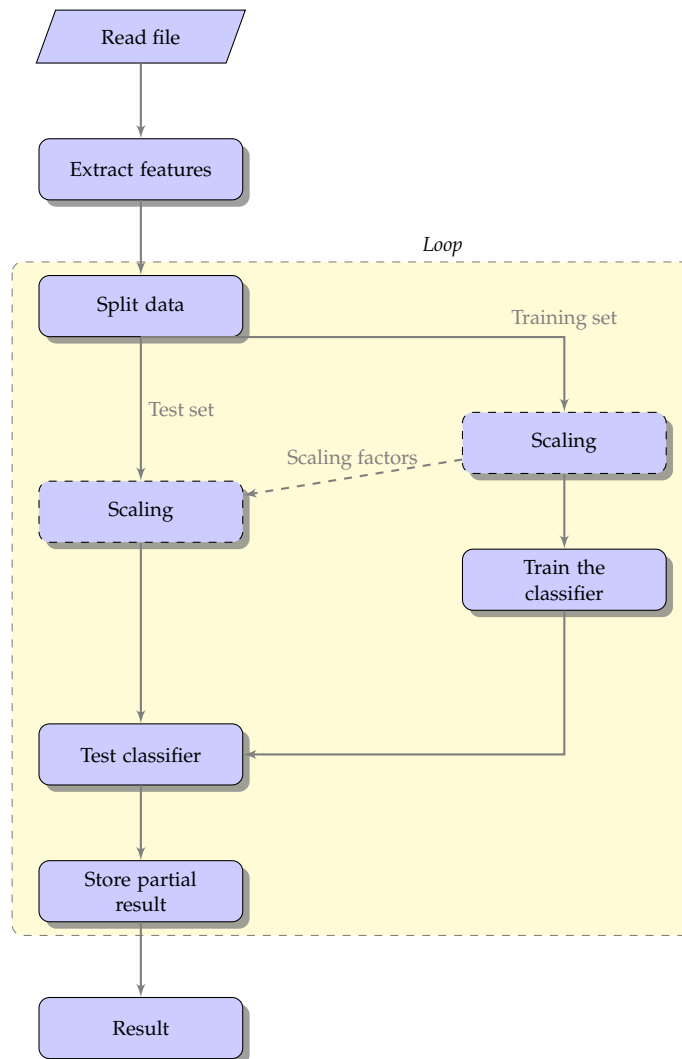 Read file
Extract features
Loop
Split data
Training set
Test set
Scaling
Scaling factors
Scaling
Train the
classifier
Test classifier
Store partial
result
Result